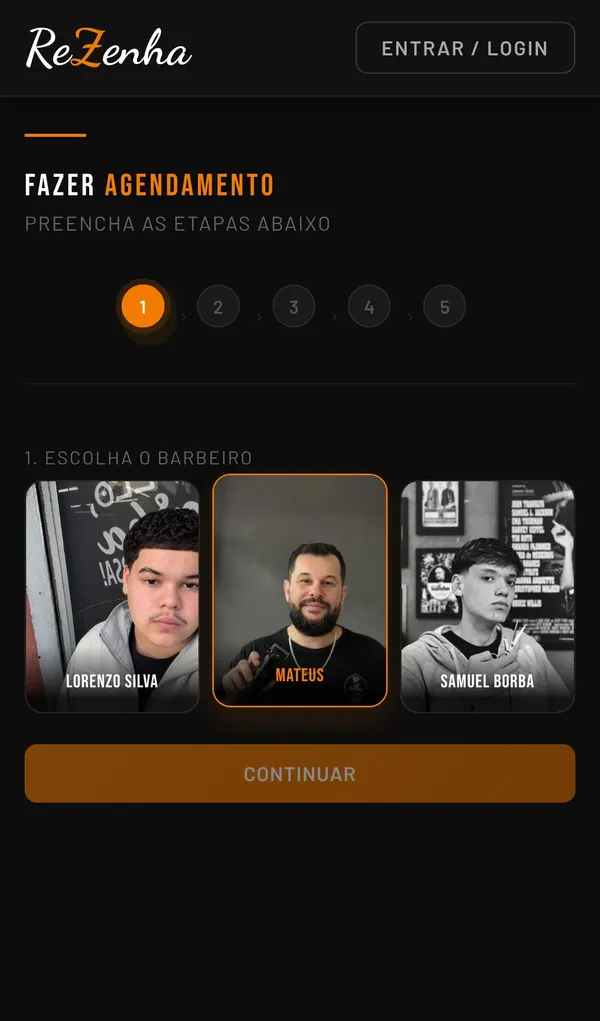 ReZenha
ENTRAR / LOGIN
FAZER AGENDAMENTO
PREENCHA AS ETAPAS ABAIXO
1 › 2 › 3 › 4 › 5
1. ESCOLHA O BARBEIRO
LORENZO SILVA
MATEUS
SAMUEL BORBA
CONTINUAR